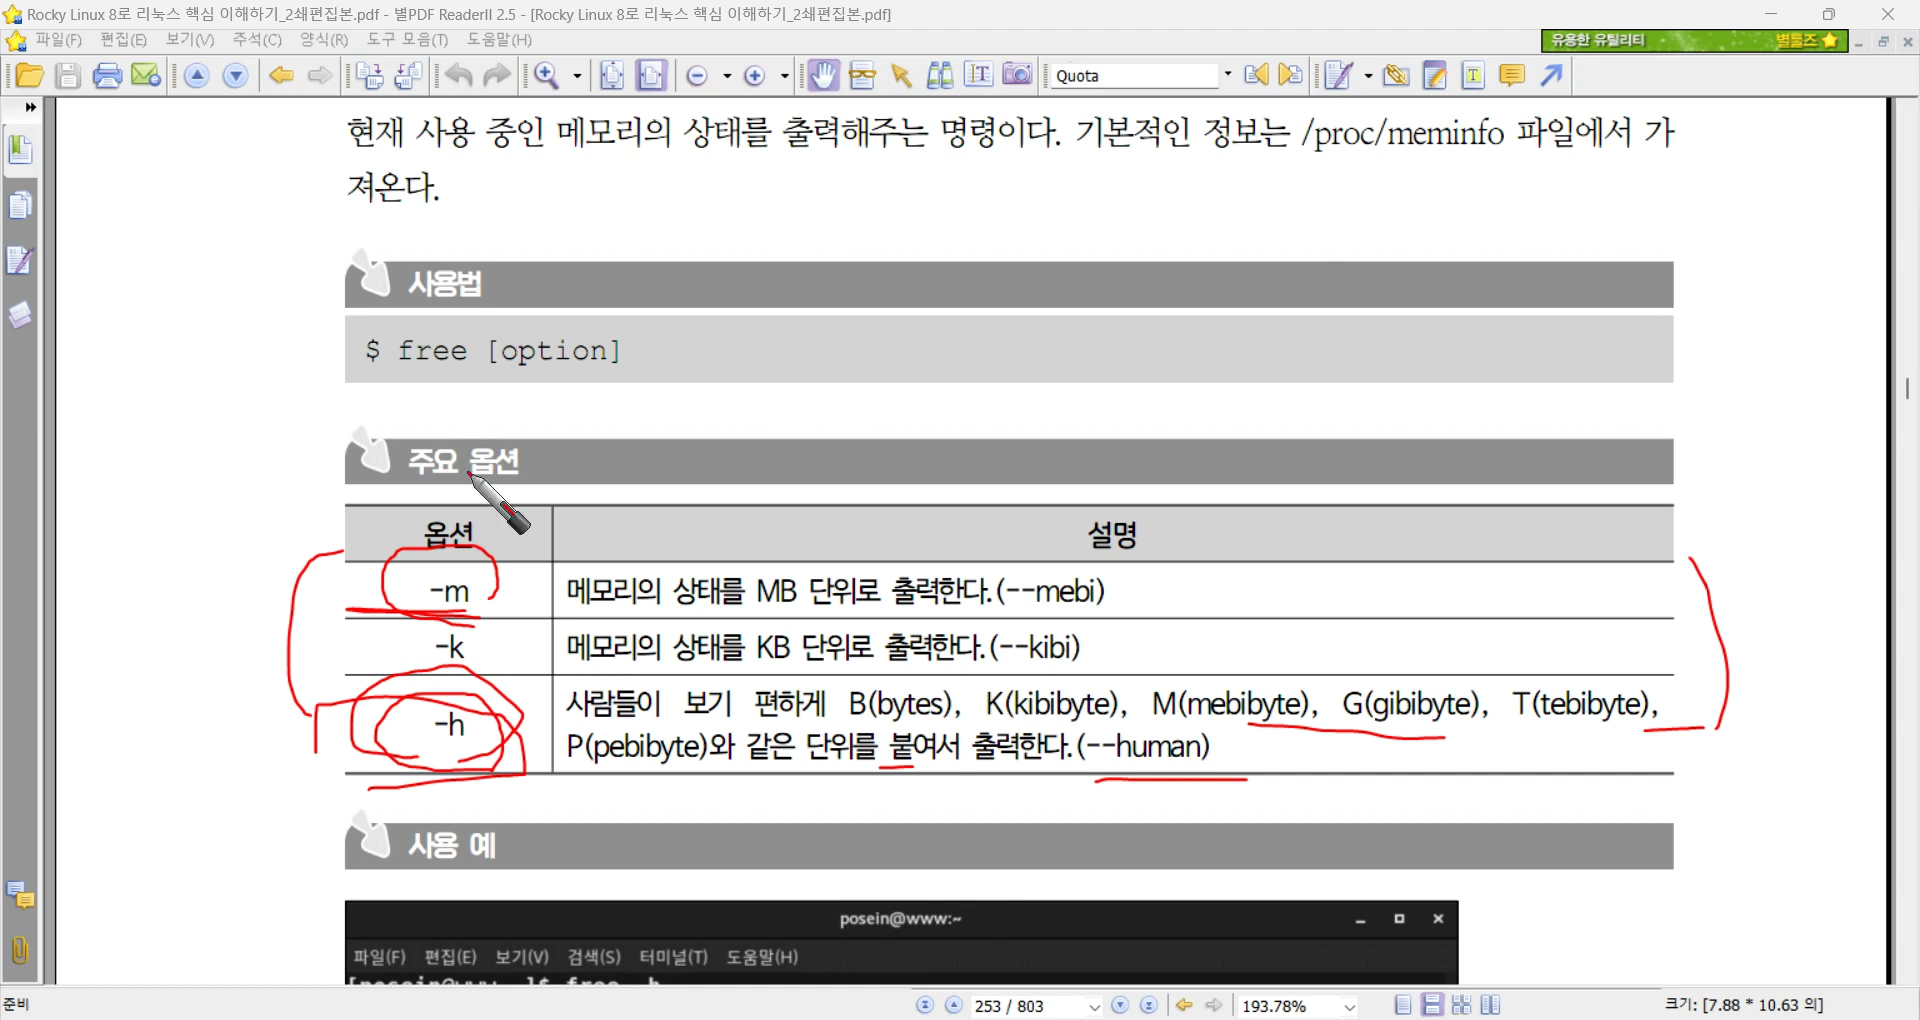 Rocky Linux 8로 리눅스 핵심 이해하기_2쇄편집본.pdf - 별PDF ReaderII 2.5 - [Rocky Linux 8로 리눅스 핵심 이해하기_2쇄편집본.pdf]
파일(F) 편집(E) 보기(V) 주석(C) 양식(R) 도구 모음(T) 도움말(H)
유용한 유틸리티 별툴즈
Quota
현재 사용 중인 메모리의 상태를 출력해주는 명령이다. 기본적인 정보는 /proc/meminfo 파일에서 가
져온다.
사용법
$ free [option]
주요 옵션
옵션 설명
-m 메모리의 상태를 MB 단위로 출력한다.(--mebi)
-k 메모리의 상태를 KB 단위로 출력한다.(--kibi)
-h 사람들이 보기 편하게 B(bytes), K(kibibyte), M(mebibyte), G(gibibyte), T(tebibyte),
P(pebibyte)와 같은 단위를 붙여서 출력한다.(--human)
사용 예
posein@www:~
파일(F) 편집(E) 보기(V) 검색(S) 터미널(T) 도움말(H)
[posein@www ~]$ free -h
준비 253 / 803 193.78% 크기: [7.88 * 10.63 의]